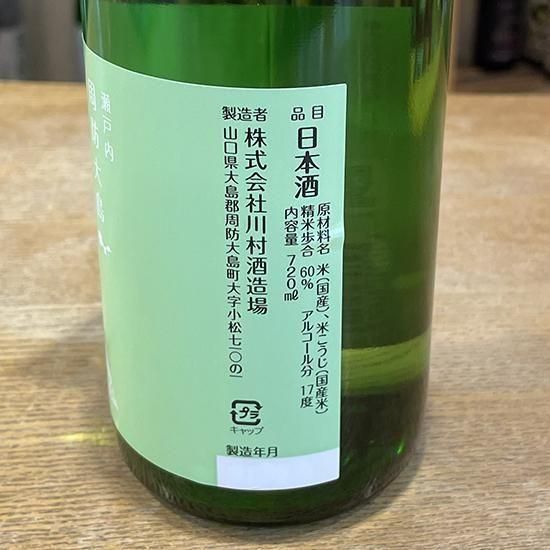 品目
日本酒
原材料名 米(国産)、米こうじ(国産米)
精米歩合 60% アルコール分 17度
内容量 720ml
製造者
株式会社川村酒造場
山口県大島郡周防大島町大字小松七一〇の一
プラ
キャップ
製造年月
瀬戸内
周防大島